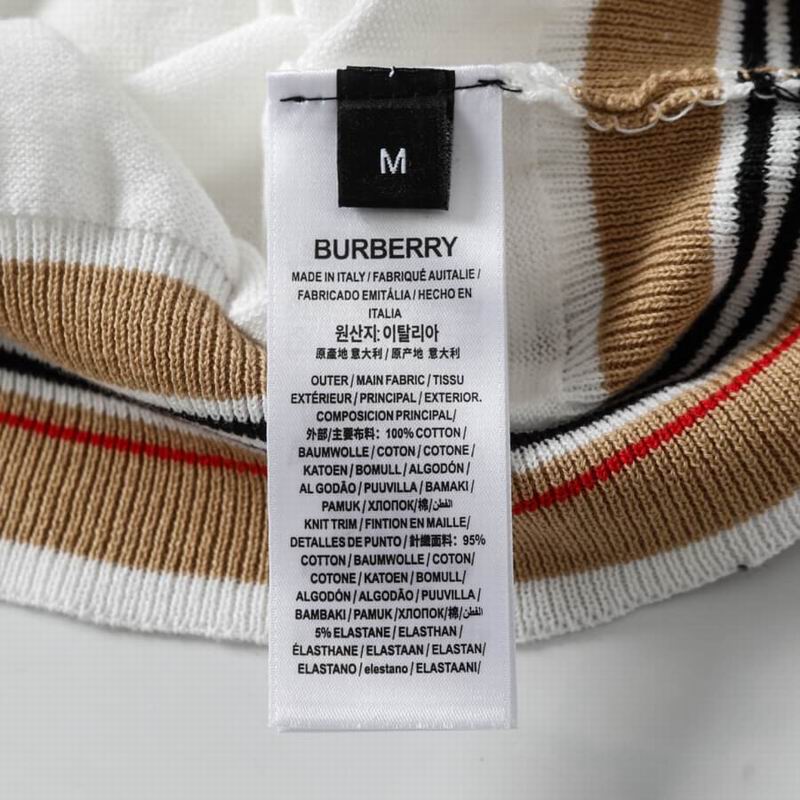 M
BURBERRY
MADE IN ITALY / FABRIQUÉ AUITALIE /
FABRICADO EMITÁLIA / HECHO EN
ITALIA
원산지: 이탈리아
原產地 意大利 / 原产地 意大利
OUTER / MAIN FABRIC / TISSU
EXTÉRIEUR / PRINCIPAL / EXTERIOR.
COMPOSICION PRINCIPAL /
外部/主要布料: 100% COTTON /
BAUMWOLLE / COTON / COTONE /
KATOEN / BOMULL / ALGODÓN /
AL GODÃO / PUUVILLA / BAMAKI /
PAMUK / ХЛОПОК/棉/القطن
KNIT TRIM / FINTION EN MAILLE/
DETALLES DE PUNTO / 針織面料: 95%
COTTON / BAUMWOLLE / COTON/
COTONE / KATOEN / BOMULL/
ALGODÓN / ALGODÃO / PUUVILLA /
BAMBAKI / PAMUK /ХЛОПОК/棉/القطن
5% ELASTANE / ELASTHAN /
ÉLASTHANE / ELASTAAN / ELASTAN/
ELASTANO / elestano / ELASTAANI/